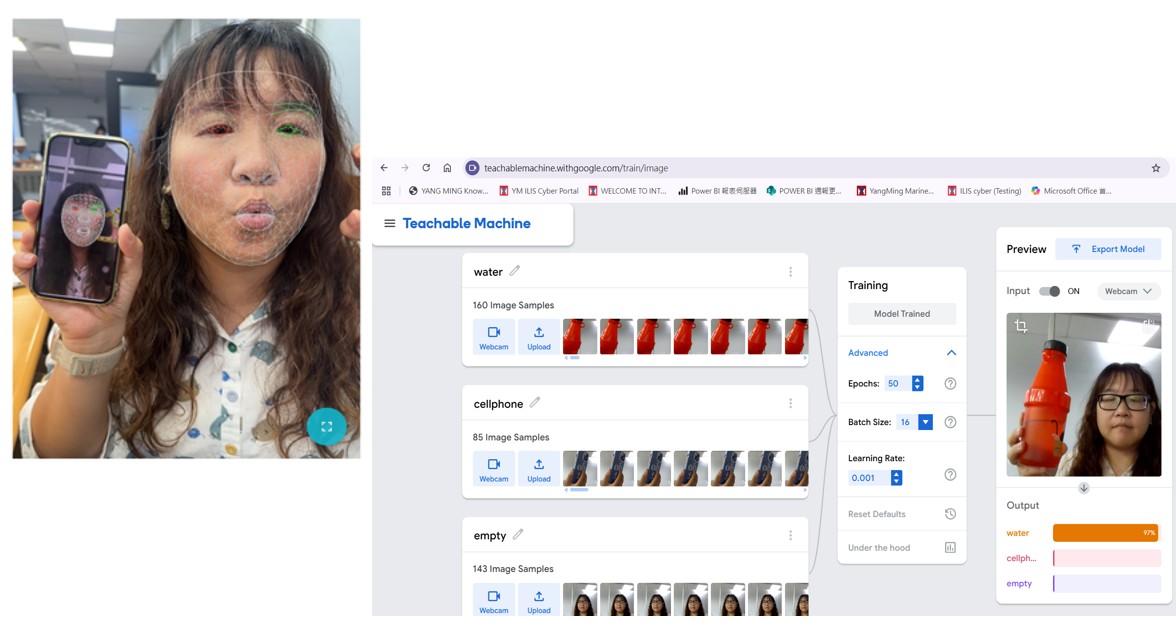 teachablemachine.withgoogle.com/train/image
YANG MING Know... YM ILIS Cyber Portal WELCOME TO INT... Power BI 報表伺服器 POWER BI 週報更... YangMing Marine... ILIS cyber (Testing) Microsoft Office 首...
Teachable Machine
water
160 Image Samples
Webcam Upload
cellphone
85 Image Samples
Webcam Upload
empty
143 Image Samples
Webcam Upload
Training
Model Trained
Advanced
Epochs: 50
Batch Size: 16
Learning Rate:
0.001
Reset Defaults
Under the hood
Preview Export Model
Input ON Webcam
Output
water 97%
cellph...
empty